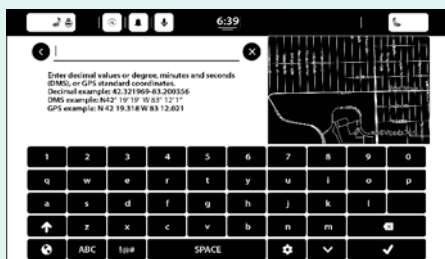 6:39
Enter decimal values or degree, minutes and seconds
(DMS), or GPS standard coordinates.
Decimal example: 42.321969-83.200356
DMS example: N42° 19'19" W 83° 12'1"
GPS example: N 42 19.318 W 83 12.021
1 2 3 4 5 6 7 8 9 0
q w e r t y u i o p
a s d f g h j k l
z x c v b n m
ABC !@# SPACE